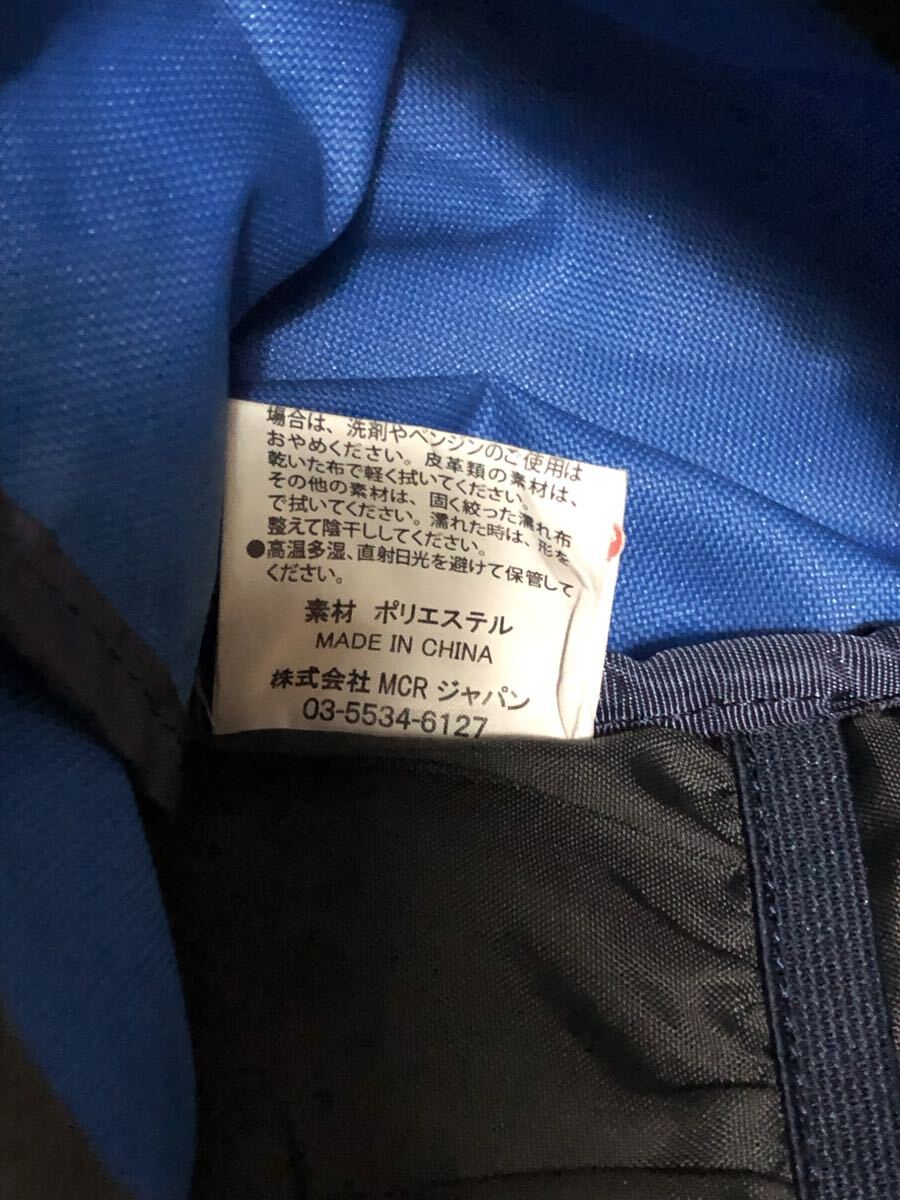 場合は、洗剤やベンジンのご使用は
おやめください。皮革類の素材は、
乾いた布で軽く拭いてください。
その他の素材は、固く絞った濡れ布
で拭いてください。濡れた時は、形を
整えて陰干ししてください。
●高温多湿、直射日光を避けて保管して
ください。
素材 ポリエステル
MADE IN CHINA
株式会社 MCR ジャパン
03-5534-6127